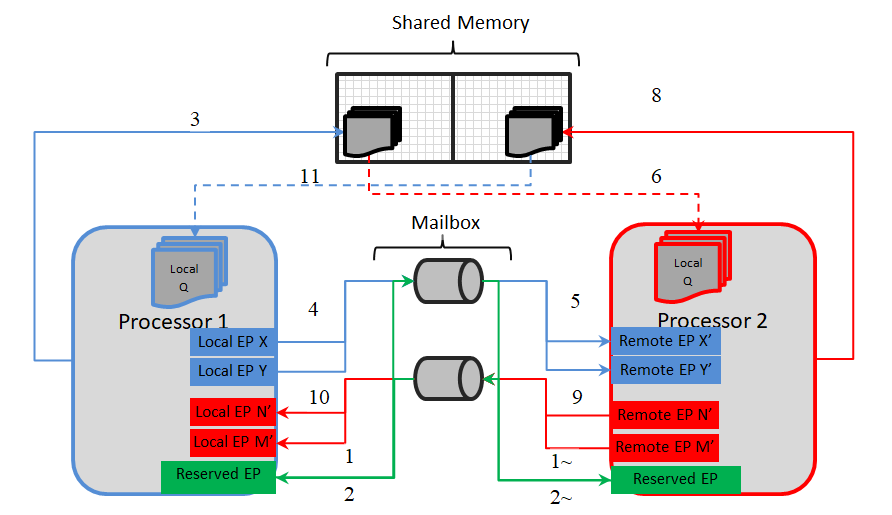 Shared Memory
3
8
11
6
Mailbox
Local
Q
Local
Q
Processor 1
Processor 2
4
5
Local EP X
Remote EP X’
Local EP Y
Remote EP Y’
10
9
Local EP N’
Remote EP N’
Local EP M’
Remote EP M’
1
1~
Reserved EP
Reserved EP
2
2~